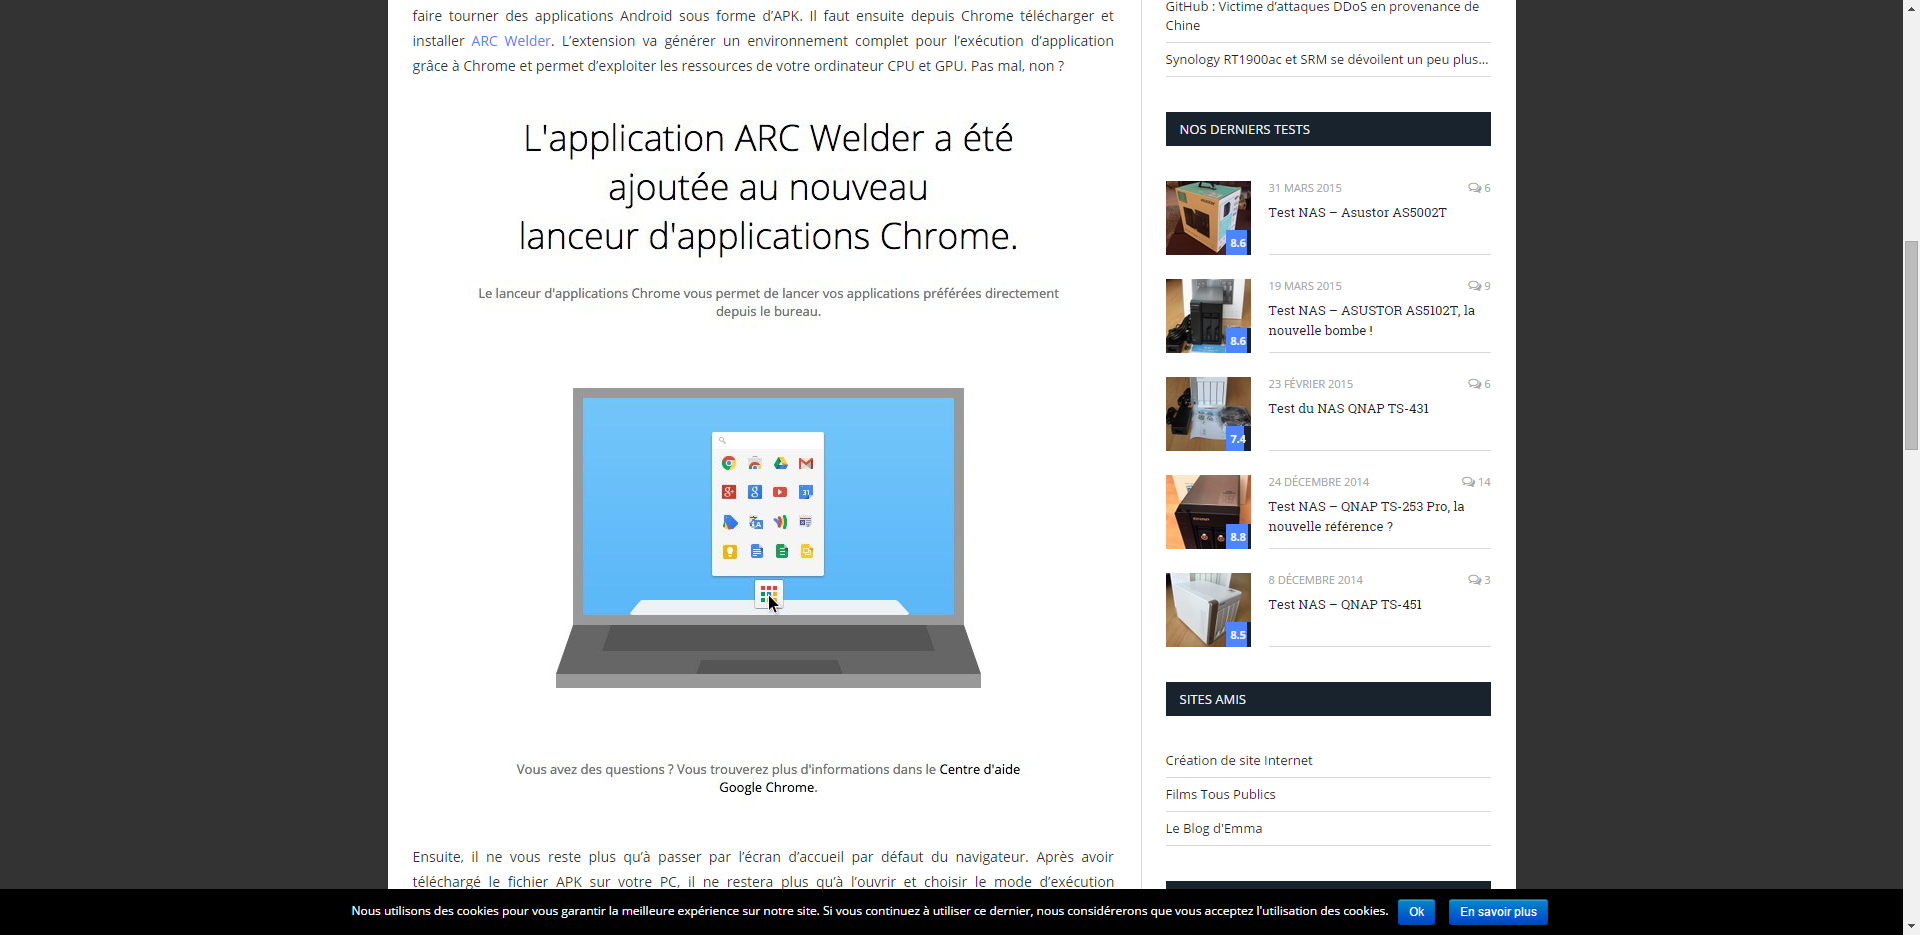 faire tourner des applications Android sous forme d’APK. Il faut ensuite depuis Chrome télécharger et
installer ARC Welder. L’extension va générer un environnement complet pour l’exécution d’application
grâce à Chrome et permet d’exploiter les ressources de votre ordinateur CPU et GPU. Pas mal, non ?
L'application ARC Welder a été
ajoutée au nouveau
lanceur d'applications Chrome.
Le lanceur d'applications Chrome vous permet de lancer vos applications préférées directement
depuis le bureau.
31
Vous avez des questions ? Vous trouverez plus d'informations dans le Centre d'aide
Google Chrome.
Ensuite, il ne vous reste plus qu’à passer par l’écran d’accueil par défaut du navigateur. Après avoir
téléchargé le fichier APK sur votre PC, il ne restera plus qu’à l’ouvrir et choisir le mode d’exécution
GitHub : Victime d’attaques DDoS en provenance de
Chine
Synology RT1900ac et SRM se dévoilent un peu plus…
NOS DERNIERS TESTS
31 MARS 2015 6
Test NAS – Asustor AS5002T
8.6
19 MARS 2015 9
Test NAS – ASUSTOR AS5102T, la
nouvelle bombe !
8.6
23 FÉVRIER 2015 6
Test du NAS QNAP TS-431
7.4
24 DÉCEMBRE 2014 14
Test NAS – QNAP TS-253 Pro, la
nouvelle référence ?
8.8
8 DÉCEMBRE 2014 3
Test NAS – QNAP TS-451
8.5
SITES AMIS
Création de site Internet
Films Tous Publics
Le Blog d'Emma
Nous utilisons des cookies pour vous garantir la meilleure expérience sur notre site. Si vous continuez à utiliser ce dernier, nous considérerons que vous acceptez l'utilisation des cookies. Ok En savoir plus